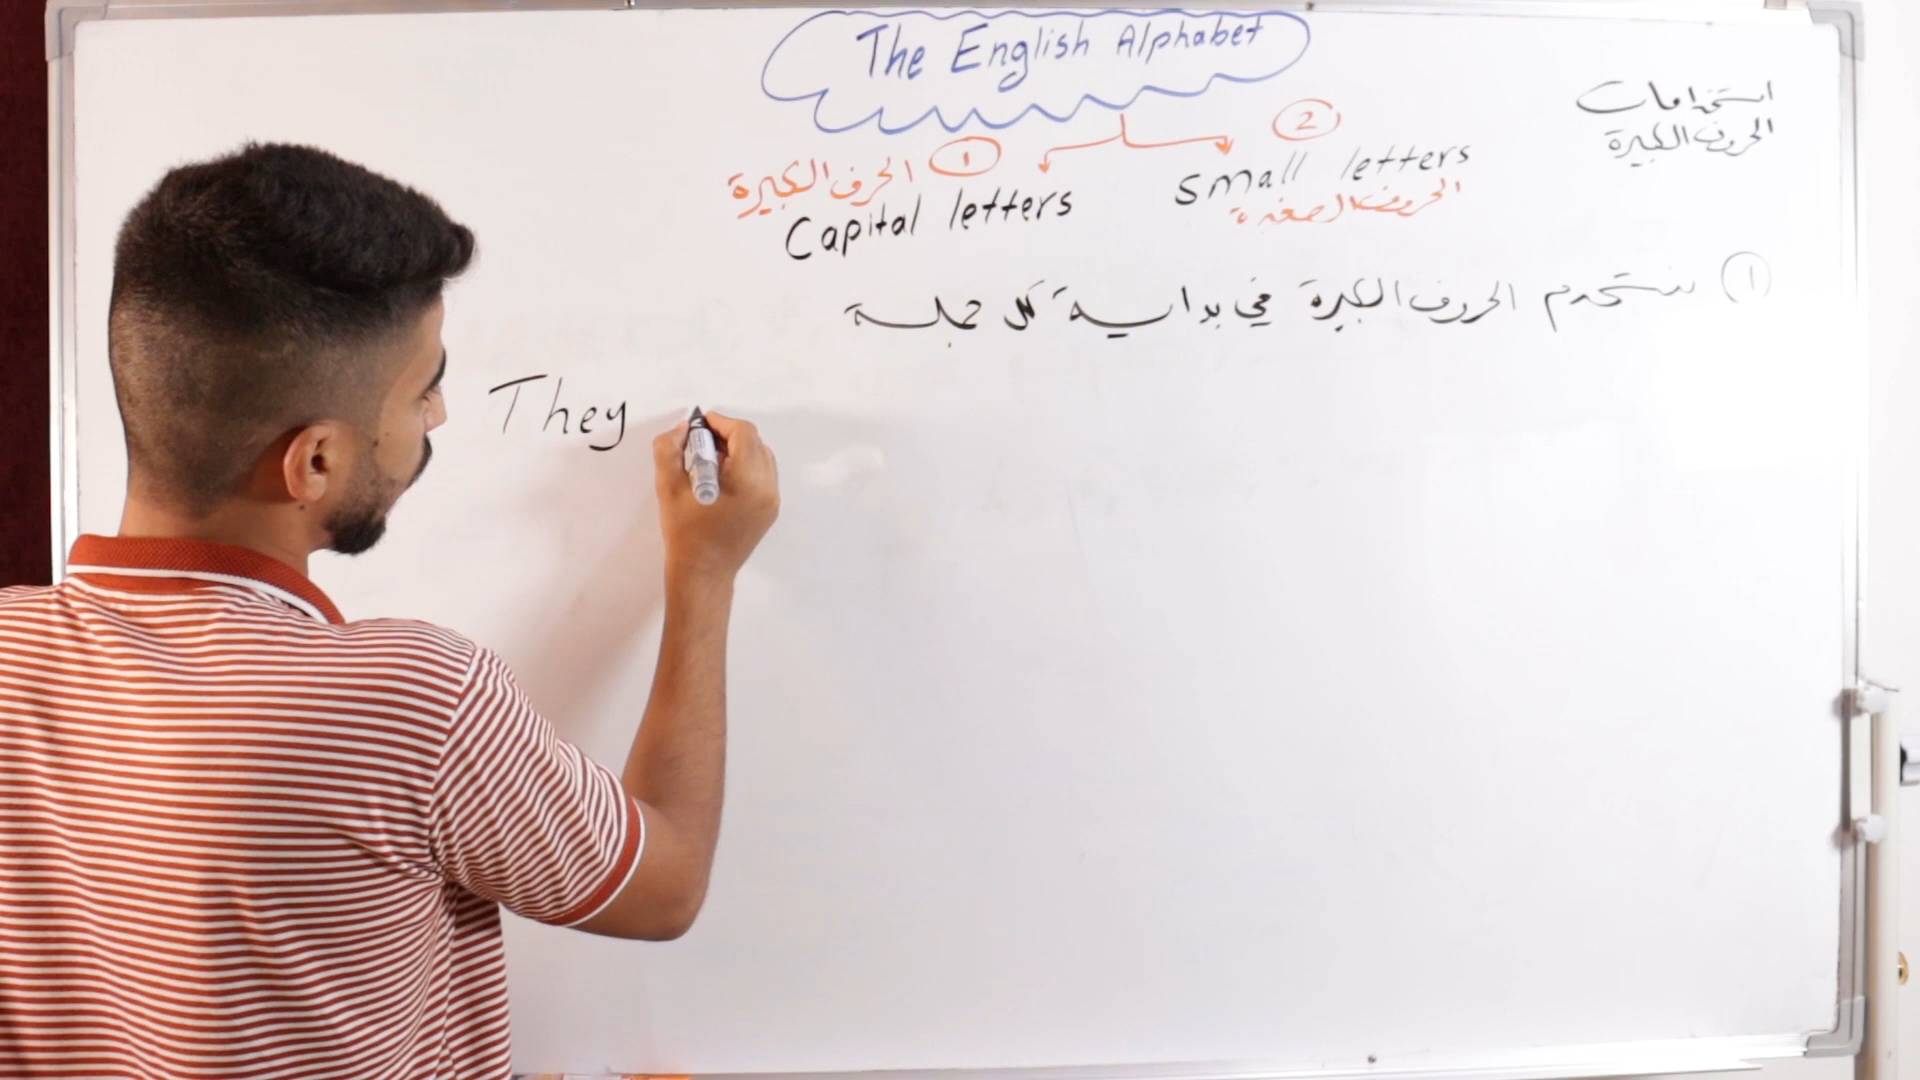 The English Alphabet
استخدامات
الحروف الكبيرة
① الحرف الكبيرة
Capital letters
②
small letters
الحروف الصغيرة
① نستخدم الحروف الكبيرة في بداية كل جملة
They